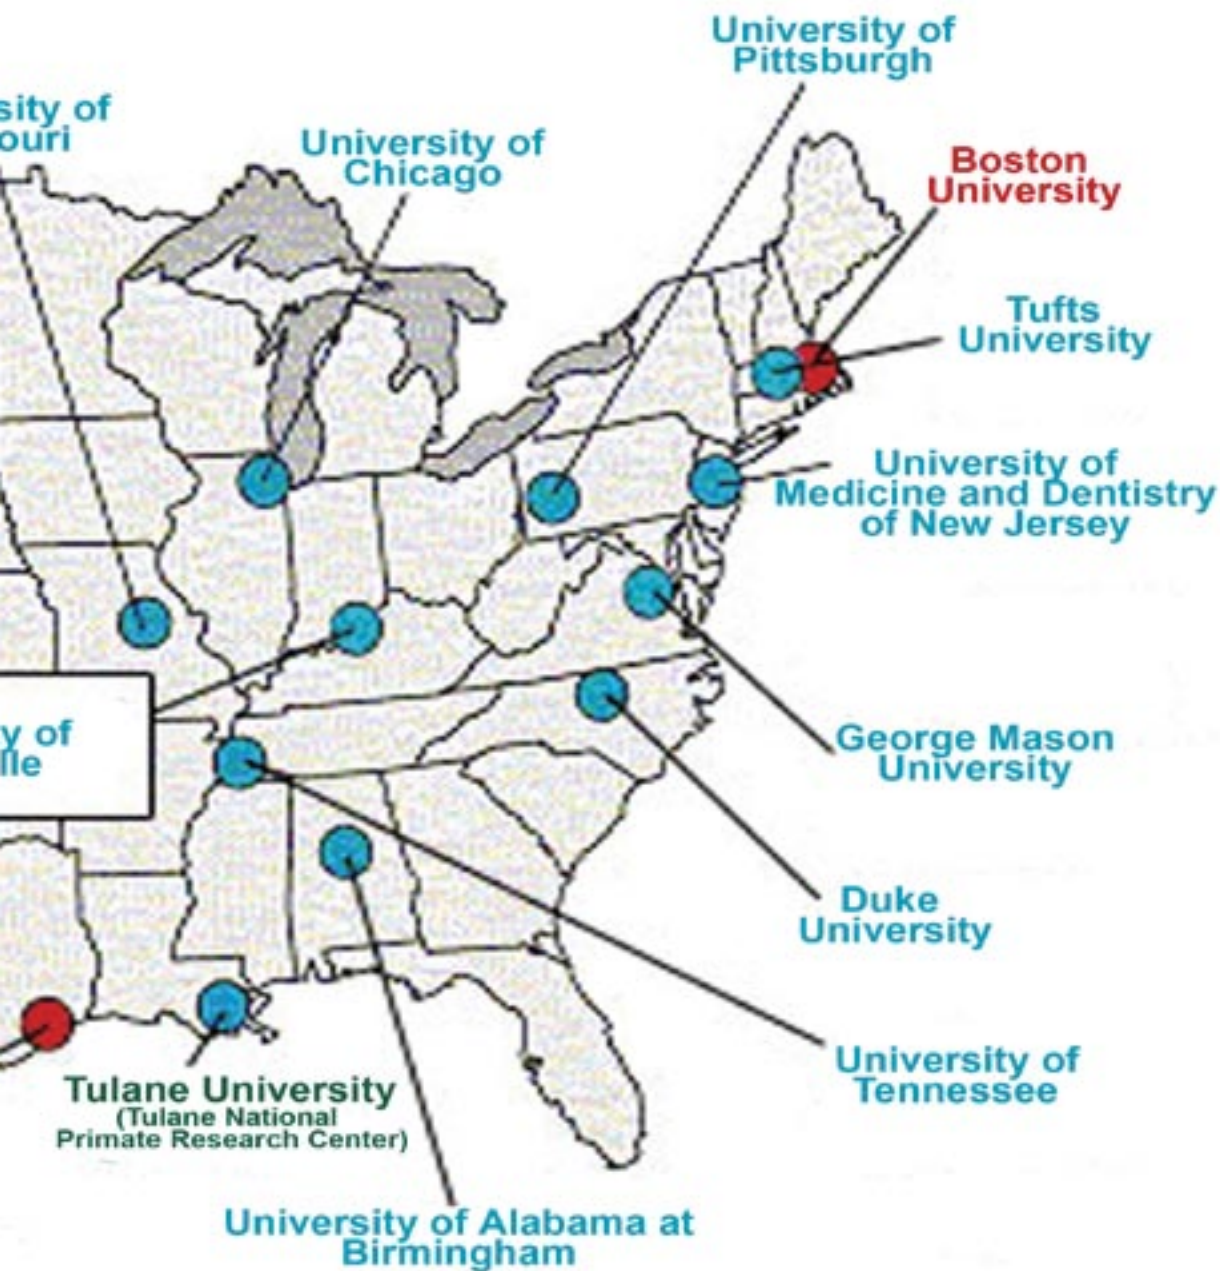 University of
Pittsburgh
sity of
ouri
University of
Chicago
Boston
University
Tufts
University
University of
Medicine and Dentistry
of New Jersey
y of
lle
George Mason
University
Duke
University
University of
Tennessee
Tulane University
(Tulane National
Primate Research Center)
University of Alabama at
Birmingham